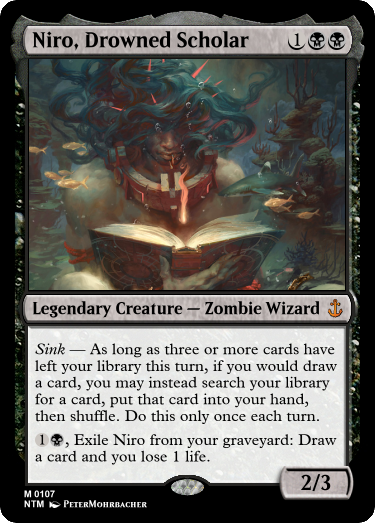 Niro, Drowned Scholar 1
Legendary Creature — Zombie Wizard
Sink — As long as three or more cards have
left your library this turn, if you would draw
a card, you may instead search your library
for a card, put that card into your hand,
then shuffle. Do this only once each turn.
1, Exile Niro from your graveyard: Draw
a card and you lose 1 life.
2/3
M 0107
NTM PeterMohrbacher